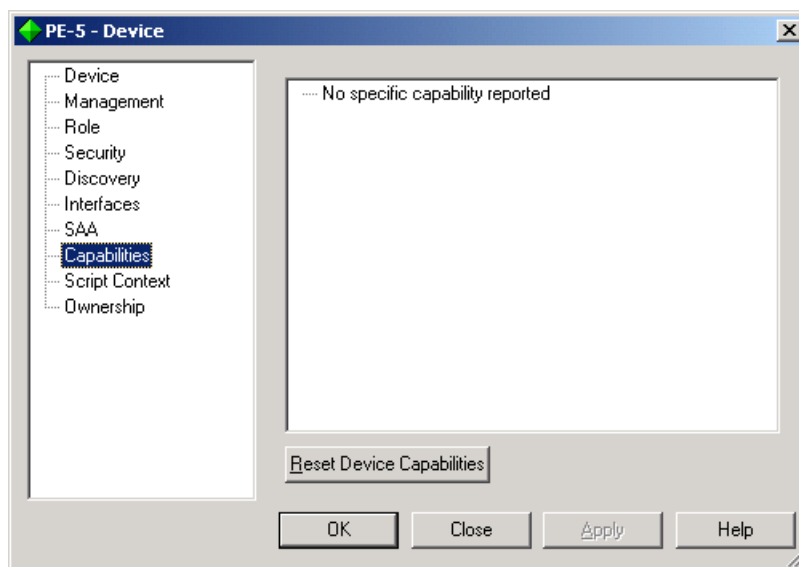 PE-5 - Device
Device
Management
Role
Security
Discovery
Interfaces
SAA
Capabilities
Script Context
Ownership
No specific capability reported
Reset Device Capabilities
OK
Close
Apply
Help